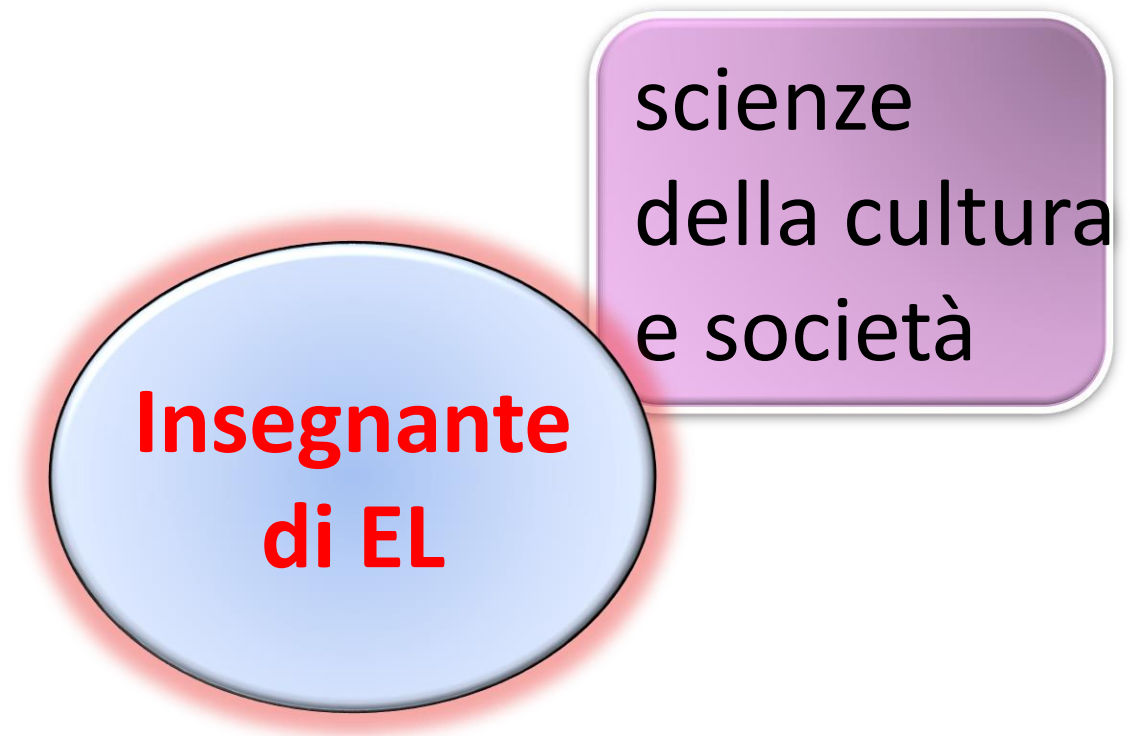 scienze
della cultura
e società
Insegnante
di EL